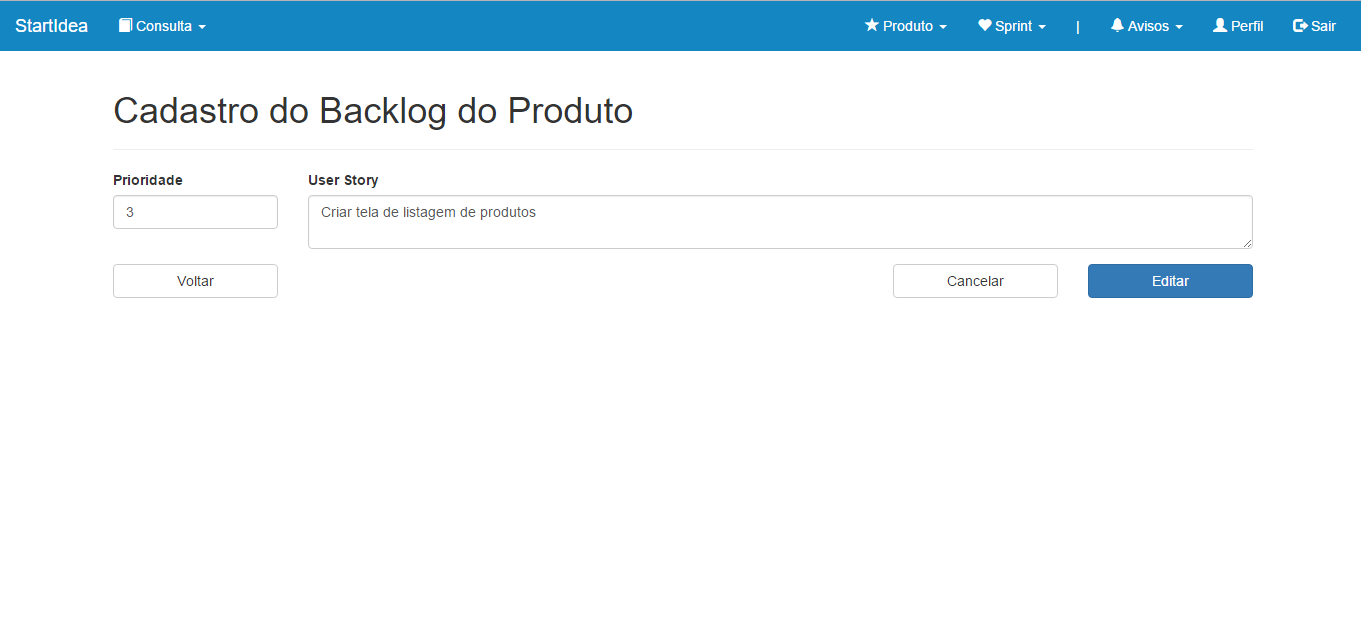 StartIdea Consulta Produto Sprint | Avisos Perfil Sair
Cadastro do Backlog do Produto
Prioridade User Story
3 Criar tela de listagem de produtos
Voltar Cancelar Editar